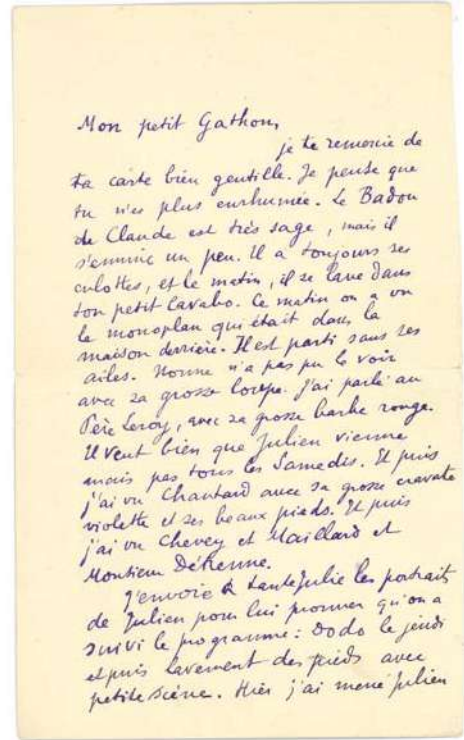 Mon petit Gathon,
je te remercie de
ta carte bien gentille. Je pense que
tu n'es plus enrhumée. Le Badou
de Claude est très sage, mais il
s'ennuie un peu. Il a toujours ses
culottes, et le matin, il se lave dans
ton petit lavabo. Ce matin on a vu
le monoplan qui était dans la
maison derrière. Il est parti sans ses
ailes. n'a pas pu le voir
avec sa grosse loupe. J'ai parlé au
Père Leroy, avec sa grosse barbe rouge.
Il veut bien que Julien vienne
mais pas tous les Samedis. Et puis
j'ai vu Chantard avec sa grosse cravate
violette et ses beaux pieds. Et puis
j'ai vu Chevey et Maillard et
Monsieur Détienne.
J'envoie à tante Julie les portraits
de Julien pour lui prouver qu'on a
suivi le programme : Dodo le jeudi
et puis lavement des pieds avec
petite scène. Hier j'ai mené Julien